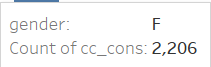 gender: F
Count of cc_cons: 2,206